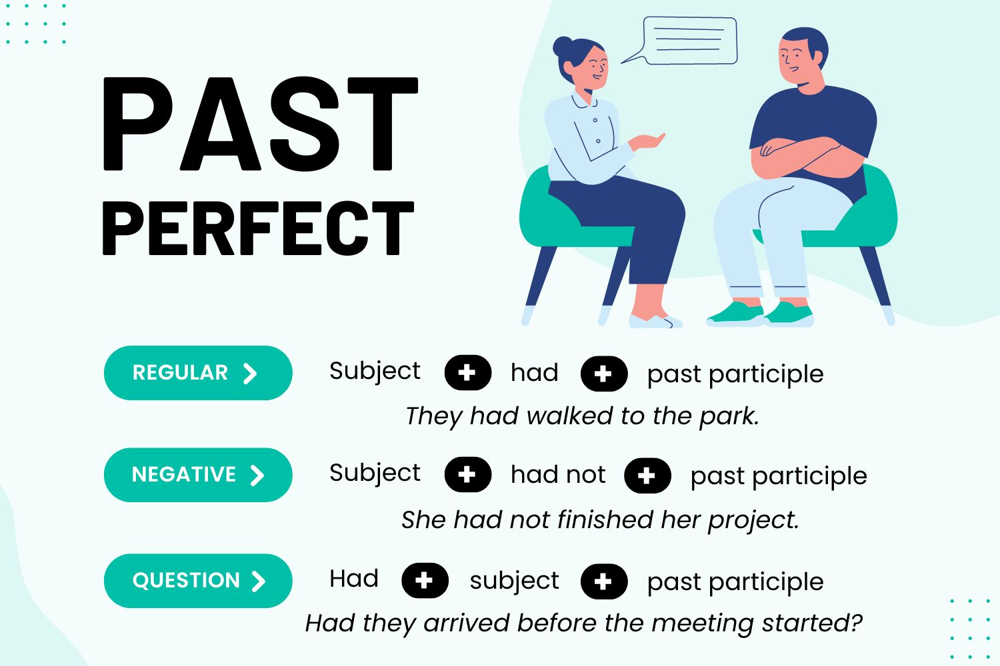 PAST
PERFECT
REGULAR
Subject + had + past participle
They had walked to the park.
NEGATIVE
Subject + had not + past participle
She had not finished her project.
QUESTION
Had + subject + past participle
Had they arrived before the meeting started?